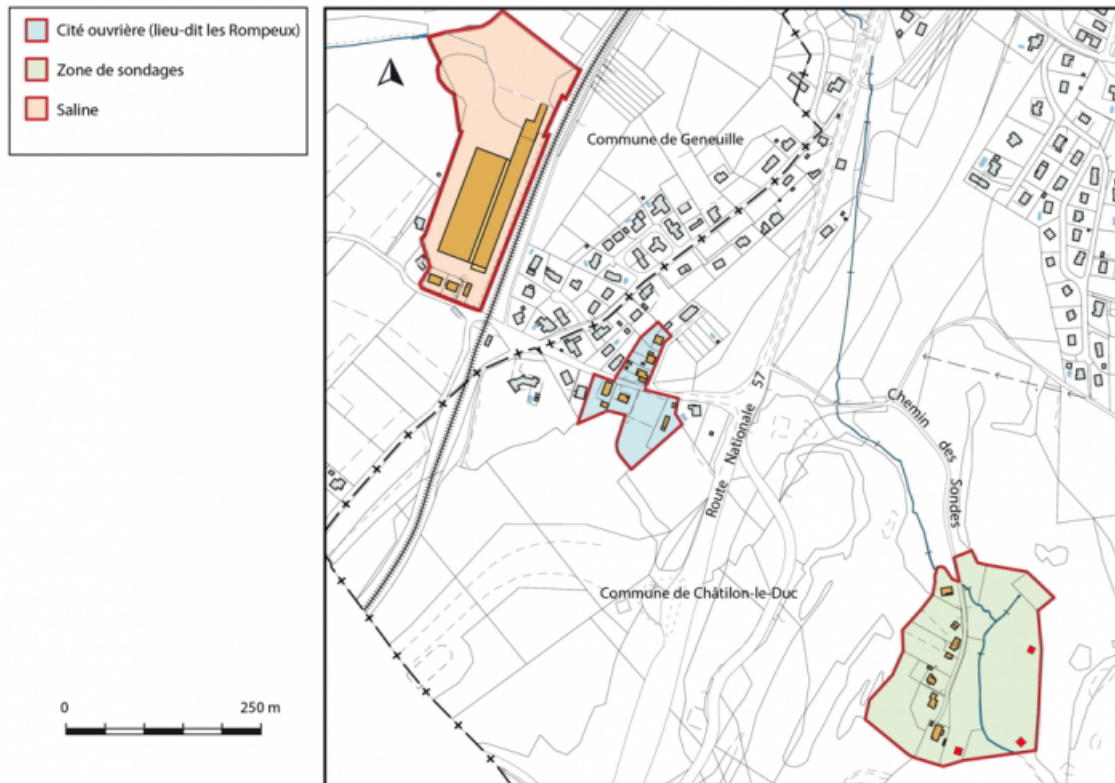 Cité ouvrière (lieu-dit les Rompeux)
Zone de sondages
Saline
Commune de Geneuille
Route Nationale 57
Chemin des Sondes
Commune de Châtilon-le-Duc
0 250 m